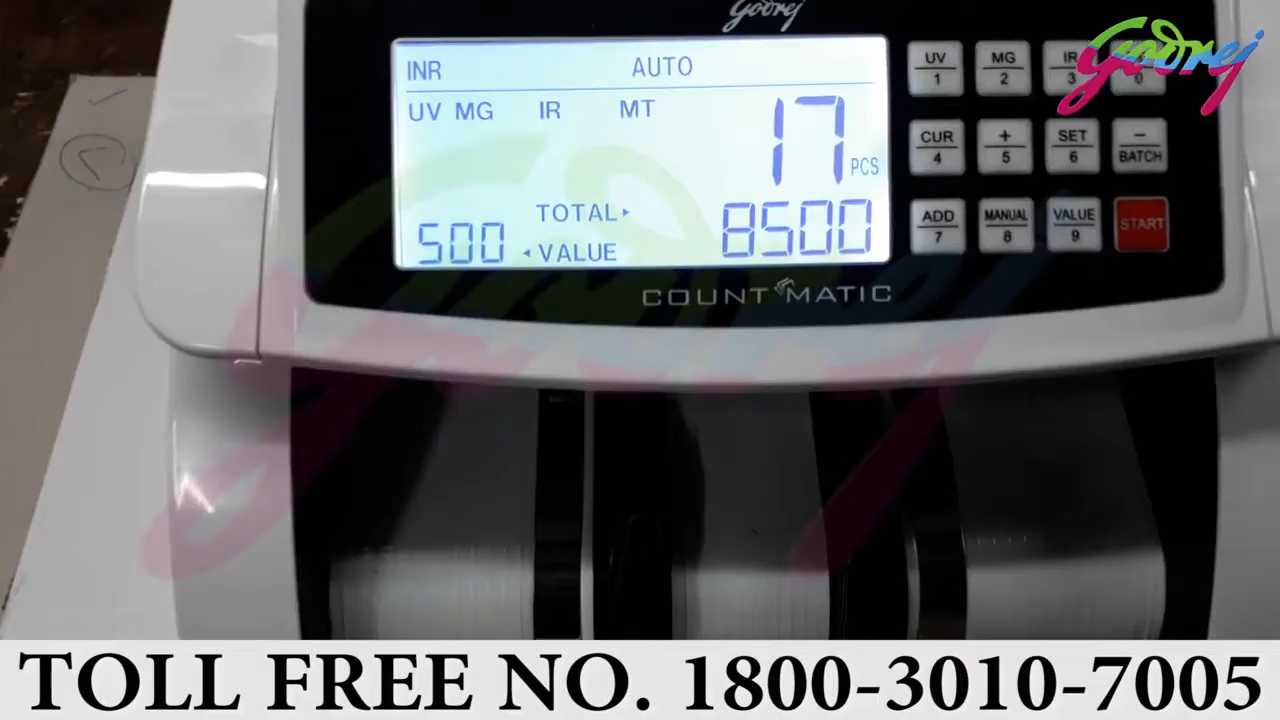 Godrej
Godrej
INR AUTO
UV MG IR MT
17 PCS
TOTAL▸
8500
500 ◂VALUE
COUNT MATIC
UV 1
MG 2
IR 3
0
CUR 4
+ 5
SET 6
− BATCH
ADD 7
MANUAL 8
VALUE 9
START
TOLL FREE NO. 1800-3010-7005